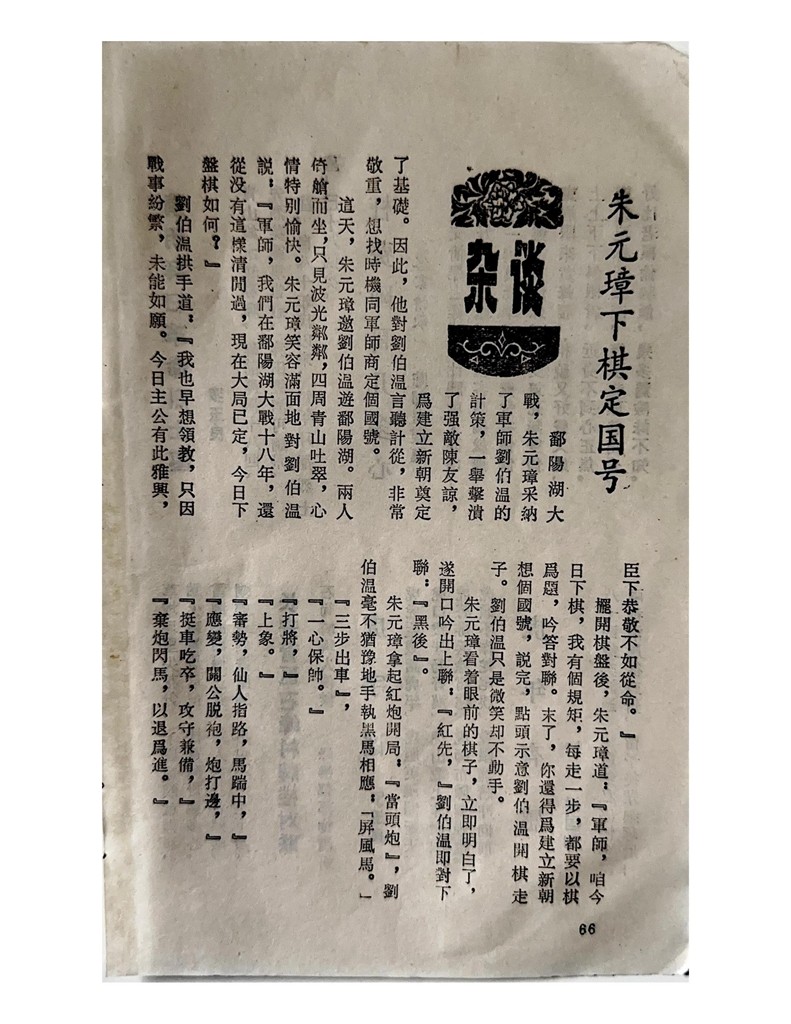 朱元璋下棋定国号
杂谈
鄱陽湖大
戰，朱元璋采納
了軍師劉伯温的
計策，一舉擊潰
了强敵陳友諒，
爲建立新朝奠定
了基礎。因此，他對劉伯温言聽計從，非常
敬重，想找時機同軍師商定個國號。
這天，朱元璋邀劉伯温遊鄱陽湖。兩人
倚艙而坐，只見波光粼粼，四周青山吐翠，心
情特别愉快。朱元璋笑容滿面地對劉伯温
説：『軍師，我們在鄱陽湖大戰十八年，還
從没有這樣清閒過，現在大局已定，今日下
盤棋如何？』
劉伯温拱手道：『我也早想領教，只因
戰事紛繁，未能如願。今日主公有此雅興，
臣下恭敬不如從命。』
擺開棋盤後，朱元璋道：『軍師，咱今
日下棋，我有個規矩，每走一步，都要以棋
爲題，吟答對聯。末了，你還得爲建立新朝
想個國號，説完，點頭示意劉伯温開棋走
子。劉伯温只是微笑却不動手。
朱元璋看着眼前的棋子，立即明白了，
遂開口吟出上聯：『紅先，』劉伯温即對下
聯：『黑後』。
朱元璋拿起紅炮開局：『當頭炮』，劉
伯温毫不猶豫地手執黑馬相應：「屏風馬。」
『三步出車』，
『一心保帥。』
『打將，』
『上象。』
『審勢，仙人指路，馬踹中，』
『應變，關公脱袍，炮打邊，』
『挺車吃卒，攻守兼備，』
『棄炮閃馬，以退爲進。』
66